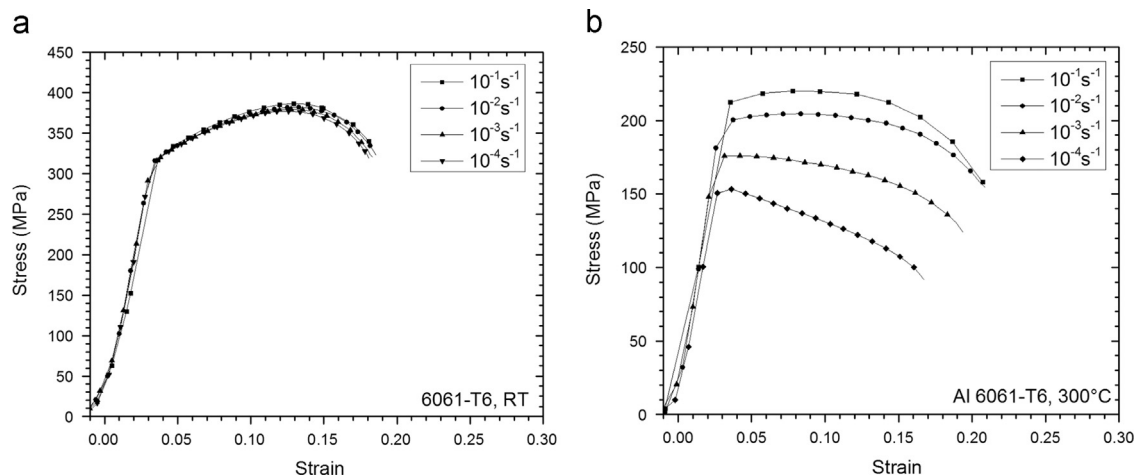 a
450
400
350
300
250
200
150
100
50
0
Stress (MPa)
10⁻¹s⁻¹
10⁻²s⁻¹
10⁻³s⁻¹
10⁻⁴s⁻¹
6061-T6, RT
0.00 0.05 0.10 0.15 0.20 0.25 0.30
Strain
b
250
200
150
100
50
0
Stress (MPa)
10⁻¹s⁻¹
10⁻²s⁻¹
10⁻³s⁻¹
10⁻⁴s⁻¹
Al 6061-T6, 300°C
0.00 0.05 0.10 0.15 0.20 0.25 0.30
Strain